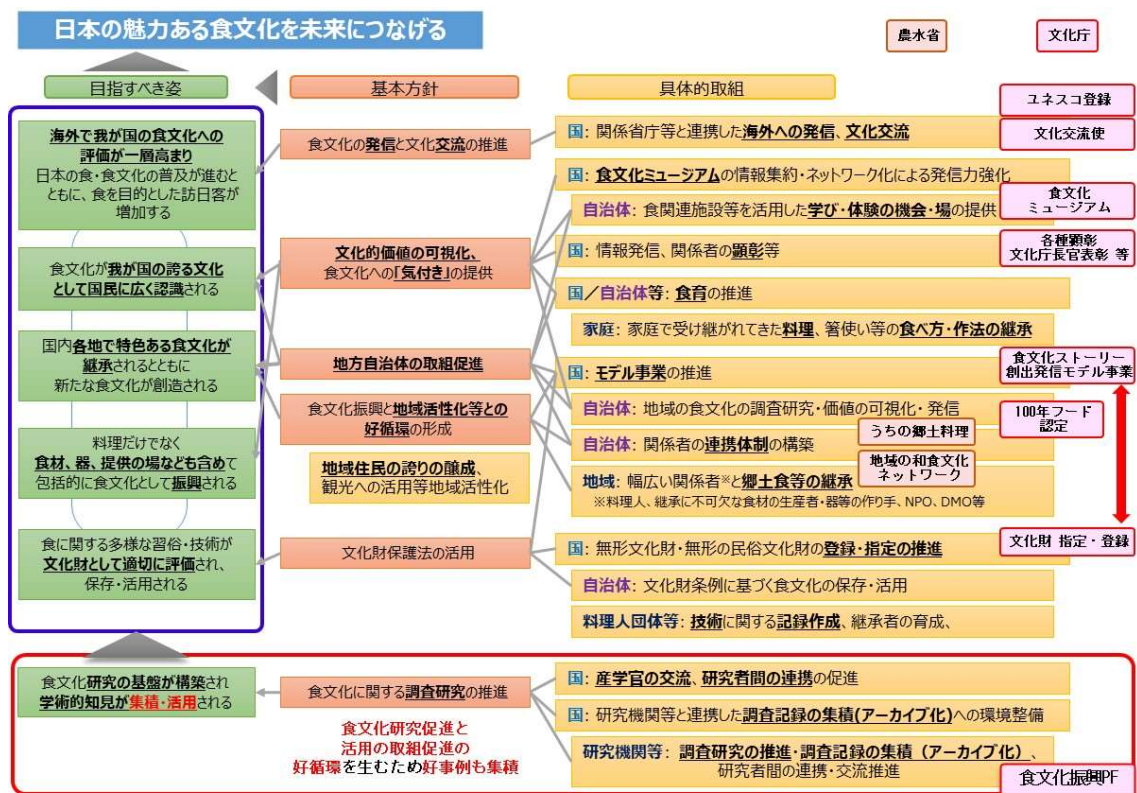 日本の魅力ある食文化を未来につなげる
農水省
文化庁
目指すべき姿
基本方針
具体的取組
海外で我が国の食文化への
評価が一層高まり
日本の食・食文化の普及が進むと
ともに、食を目的とした訪日客が
増加する
食文化が我が国の誇る文化
として国民に広く認識される
国内各地で特色ある食文化が
継承されるとともに
新たな食文化が創造される
料理だけでなく
食材、器、提供の場なども含めて
包括的に食文化として振興される
食に関する多様な習俗・技術が
文化財として適切に評価され、
保存・活用される
食文化の発信と文化交流の推進
文化的価値の可視化、
食文化への「気付き」の提供
地方自治体の取組促進
食文化振興と地域活性化等との
好循環の形成
地域住民の誇りの醸成、
観光への活用等地域活性化
文化財保護法の活用
国: 関係省庁等と連携した海外への発信、文化交流
国: 食文化ミュージアムの情報集約・ネットワーク化による発信力強化
自治体: 食関連施設等を活用した学び・体験の機会・場の提供
国: 情報発信、関係者の顕彰等
国/自治体等: 食育の推進
家庭: 家庭で受け継がれてきた料理、箸使い等の食べ方・作法の継承
国: モデル事業の推進
自治体: 地域の食文化の調査研究・価値の可視化・発信
自治体: 関係者の連携体制の構築
地域: 幅広い関係者※と郷土食等の継承
※料理人、継承に不可欠な食材の生産者・器等の作り手、NPO、DMO等
国: 無形文化財・無形の民俗文化財の登録・指定の推進
自治体: 文化財条例に基づく食文化の保存・活用
料理人団体等: 技術に関する記録作成、継承者の育成、
ユネスコ登録
文化交流使
食文化
ミュージアム
各種顕彰
文化庁長官表彰 等
食文化ストーリー
創出発信モデル事業
100年フード
認定
うちの郷土料理
地域の和食文化
ネットワーク
文化財 指定・登録
食文化研究の基盤が構築され
学術的知見が集積・活用される
食文化に関する調査研究の推進
食文化研究促進と
活用の取組促進の
好循環を生むため好事例も集積
国: 産学官の交流、研究者間の連携の促進
国: 研究機関等と連携した調査記録の集積(アーカイブ化)への環境整備
研究機関等: 調査研究の推進・調査記録の集積（アーカイブ化）、
研究者間の連携・交流推進
食文化振興PF